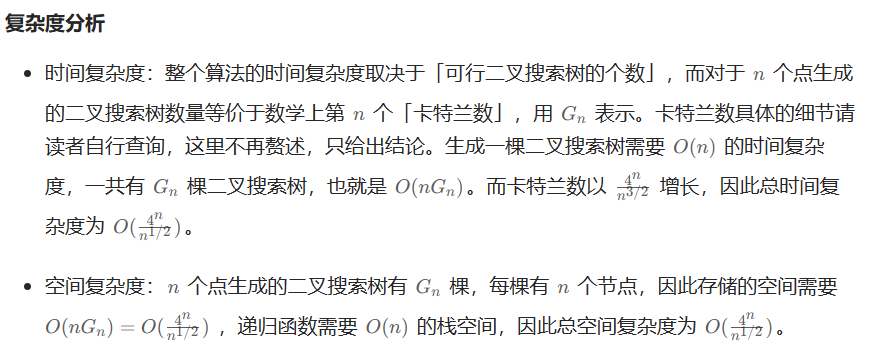 复杂度分析
• 时间复杂度：整个算法的时间复杂度取决于「可行二叉搜索树的个数」，而对于 n 个点生成
的二叉搜索树数量等价于数学上第 n 个「卡特兰数」，用 Gₙ 表示。卡特兰数具体的细节请
读者自行查询，这里不再赘述，只给出结论。生成一棵二叉搜索树需要 O(n) 的时间复杂
度，一共有 Gₙ 棵二叉搜索树，也就是 O(nGₙ)。而卡特兰数以 $\frac{4^n}{n^{3/2}}$ 增长，因此总时间复
杂度为 $O(\frac{4^n}{n^{1/2}})$。
• 空间复杂度：n 个点生成的二叉搜索树有 Gₙ 棵，每棵有 n 个节点，因此存储的空间需要
$O(nG_n) = O(\frac{4^n}{n^{1/2}})$ ，递归函数需要 O(n) 的栈空间，因此总空间复杂度为 $O(\frac{4^n}{n^{1/2}})$。